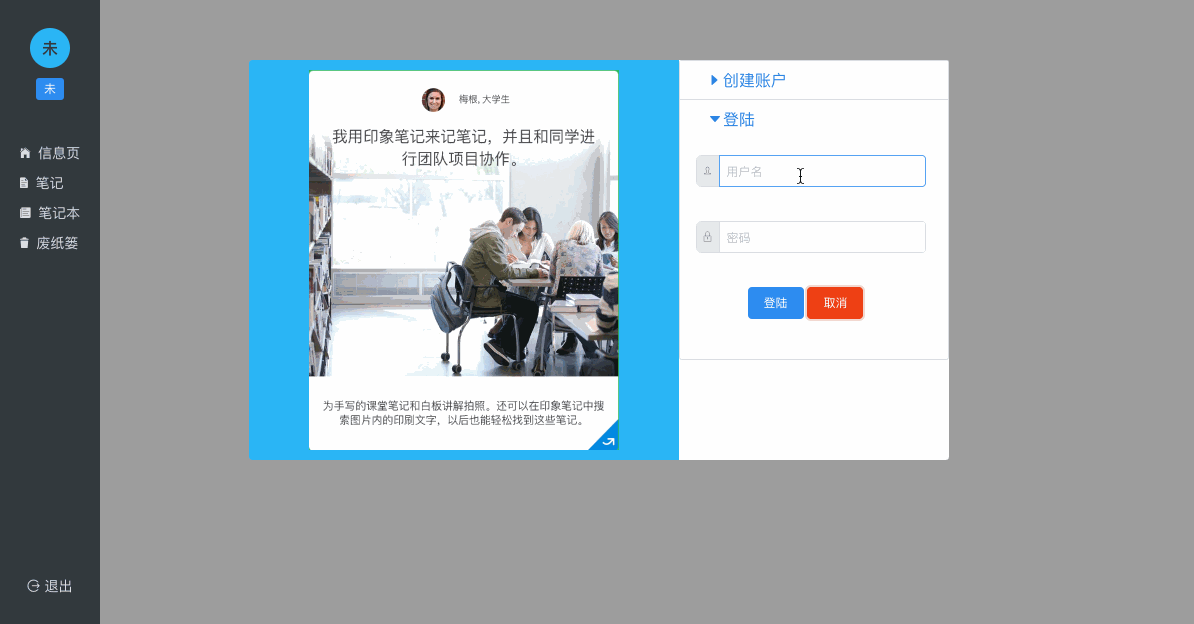 未
未
信息页
笔记
笔记本
废纸篓
退出
梅根, 大学生
我用印象笔记来记笔记，并且和同学进
行团队项目协作。
为手写的课堂笔记和白板讲解拍照。还可以在印象笔记中搜
索图片内的印刷文字，以后也能轻松找到这些笔记。
创建账户
登陆
用户名
密码
登陆
取消